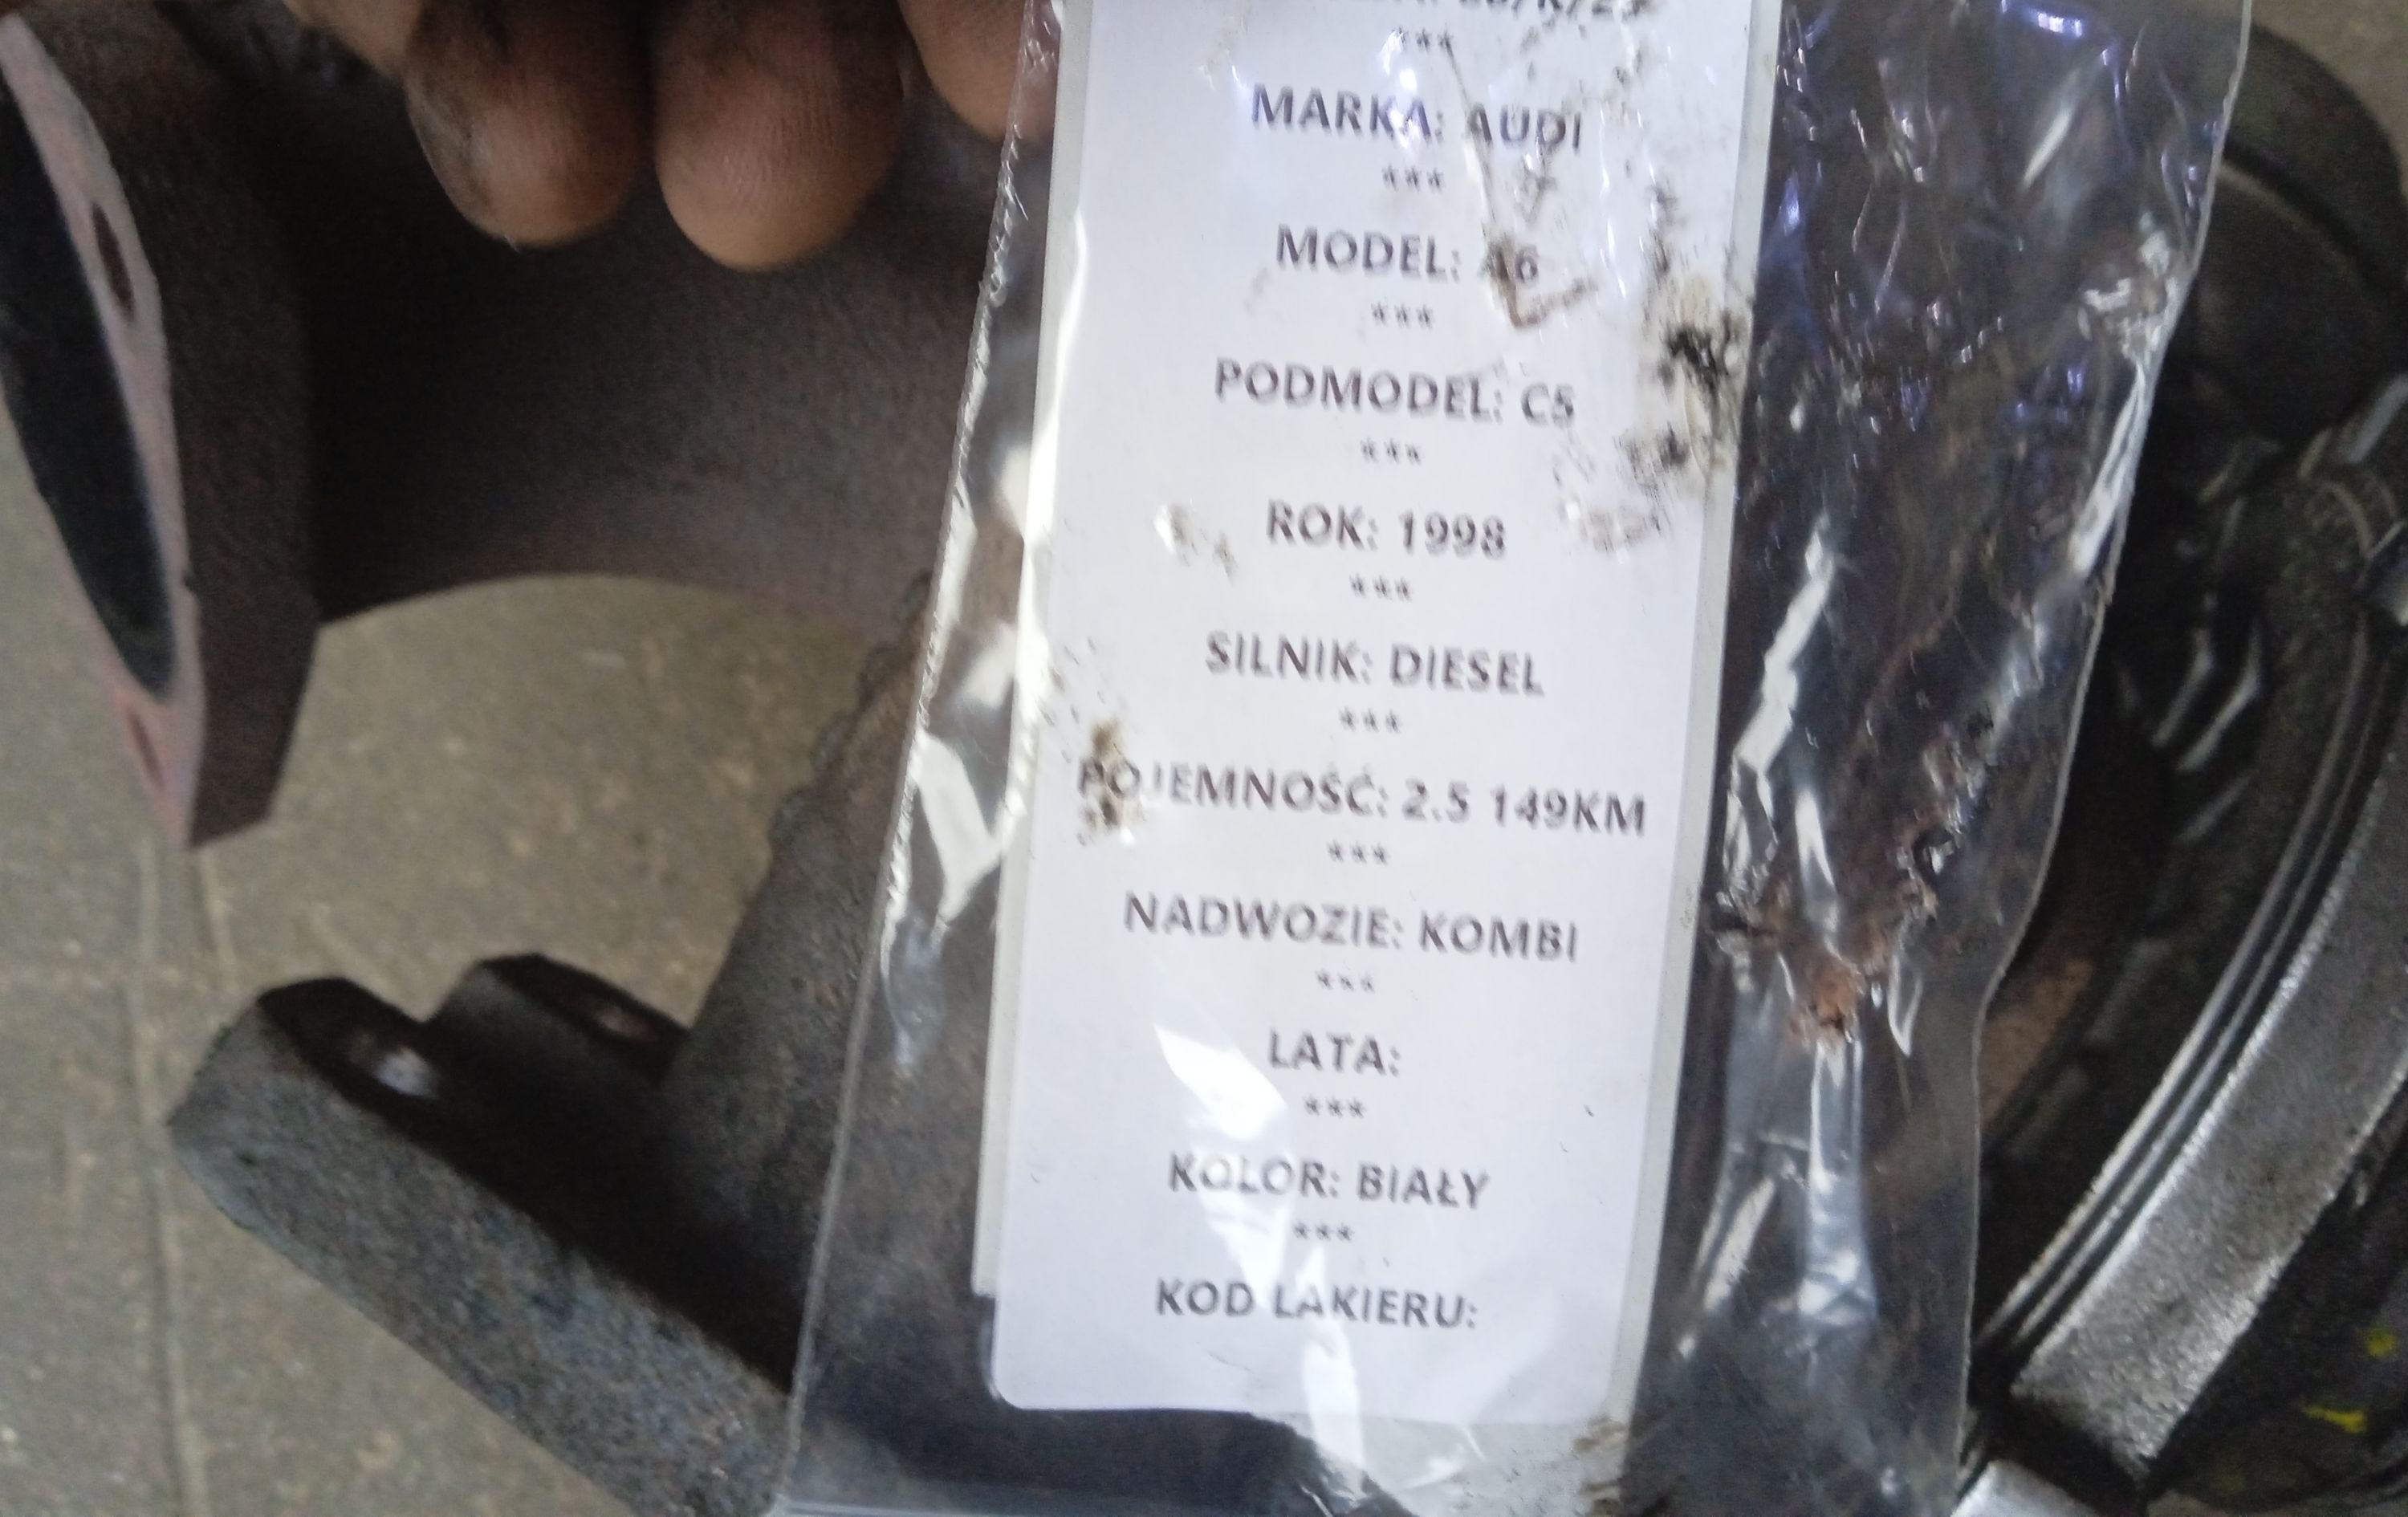 ***
MARKA: AUDI
***
MODEL: A6
***
PODMODEL: C5
***
ROK: 1998
***
SILNIK: DIESEL
***
POJEMNOŚĆ: 2.5 149KM
***
NADWOZIE: KOMBI
***
LATA:
***
KOLOR: BIAŁY
***
KOD LAKIERU: